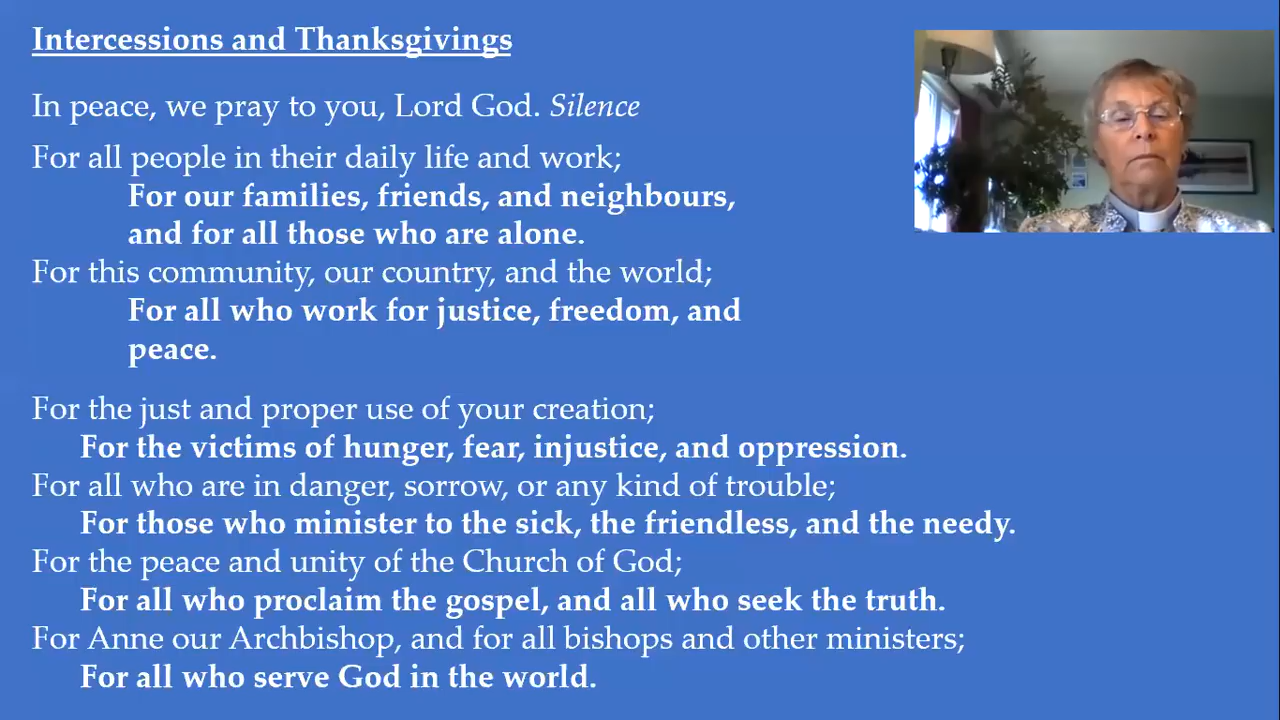 Intercessions and Thanksgivings
In peace, we pray to you, Lord God. Silence
For all people in their daily life and work;
For our families, friends, and neighbours,
and for all those who are alone.
For this community, our country, and the world;
For all who work for justice, freedom, and
peace.
For the just and proper use of your creation;
For the victims of hunger, fear, injustice, and oppression.
For all who are in danger, sorrow, or any kind of trouble;
For those who minister to the sick, the friendless, and the needy.
For the peace and unity of the Church of God;
For all who proclaim the gospel, and all who seek the truth.
For Anne our Archbishop, and for all bishops and other ministers;
For all who serve God in the world.